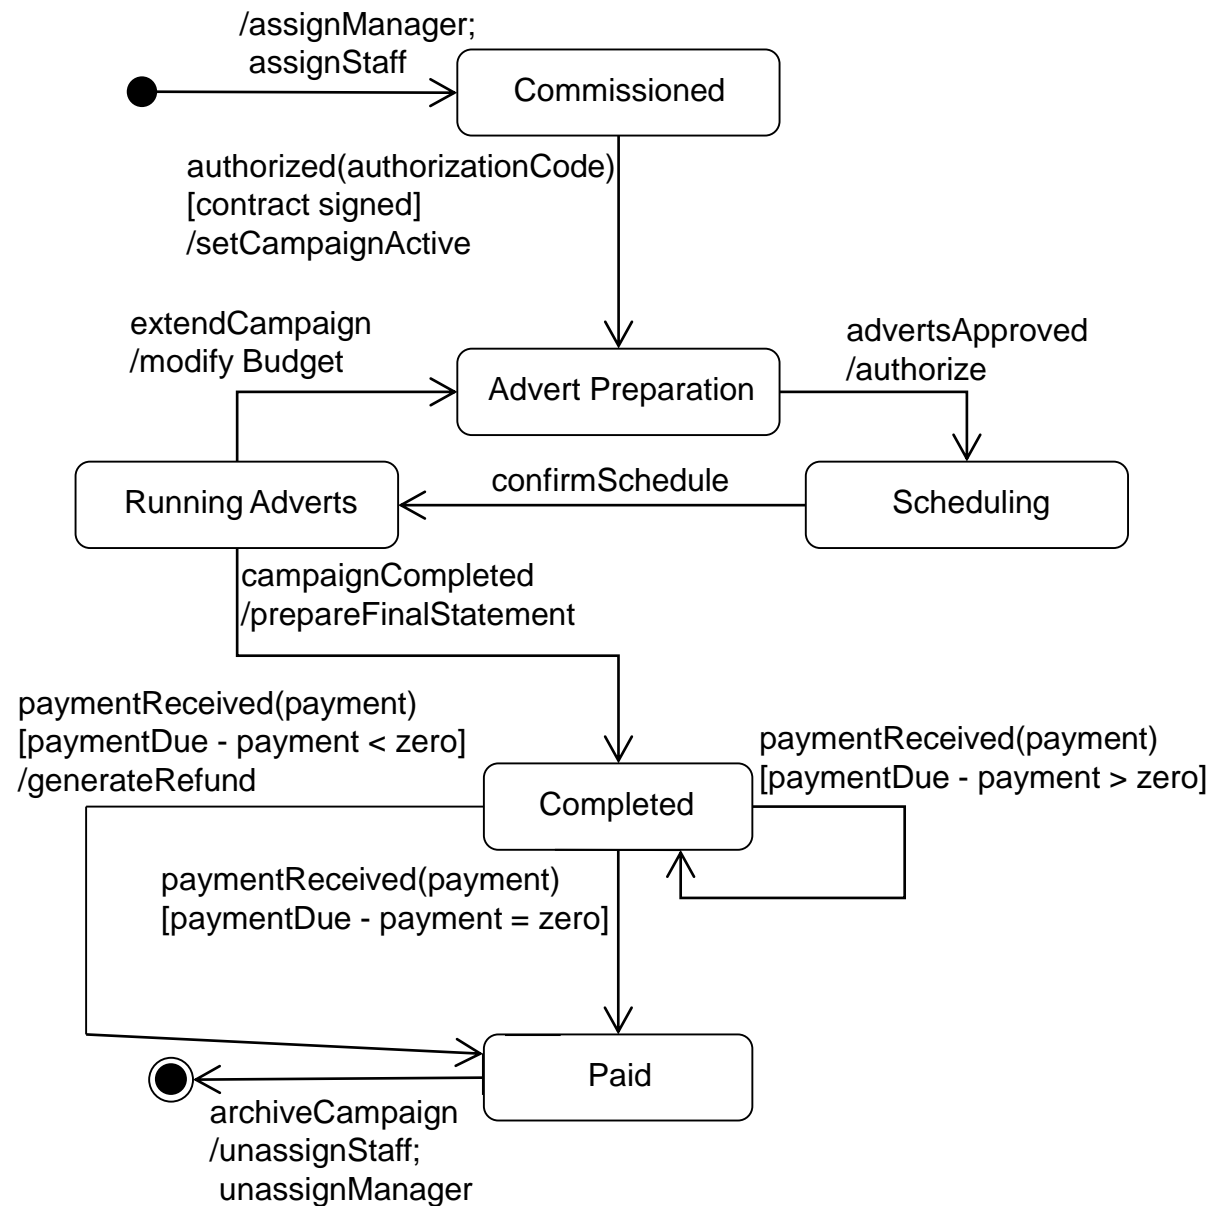 /assignManager;
assignStaff
Commissioned
authorized(authorizationCode)
[contract signed]
/setCampaignActive
extendCampaign
/modify Budget
advertsApproved
/authorize
Advert Preparation
Running Adverts
confirmSchedule
Scheduling
campaignCompleted
/prepareFinalStatement
paymentReceived(payment)
[paymentDue - payment < zero]
/generateRefund
paymentReceived(payment)
[paymentDue - payment > zero]
Completed
paymentReceived(payment)
[paymentDue - payment = zero]
Paid
archiveCampaign
/unassignStaff;
unassignManager